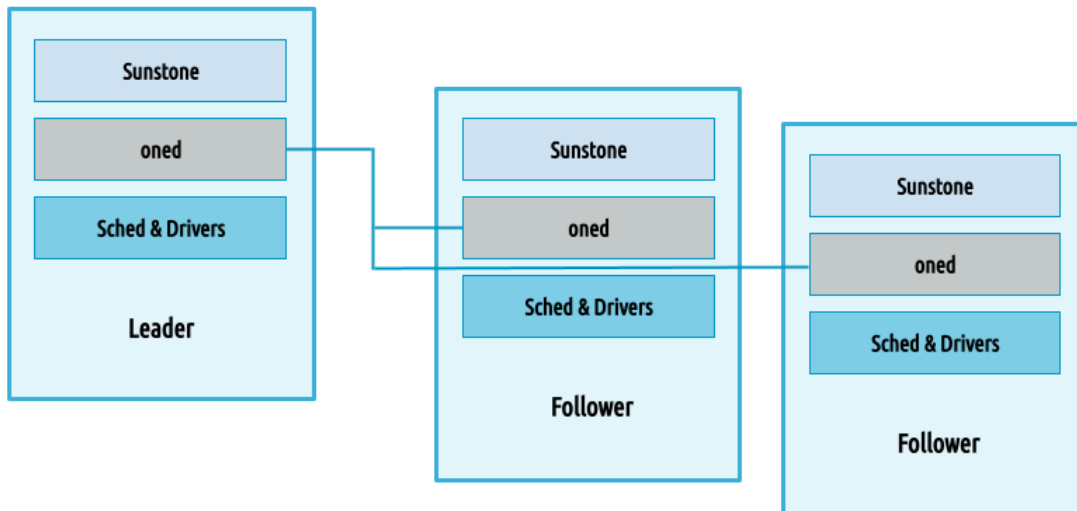 Sunstone
oned
Sched & Drivers
Leader
Sunstone
oned
Sched & Drivers
Follower
Sunstone
oned
Sched & Drivers
Follower